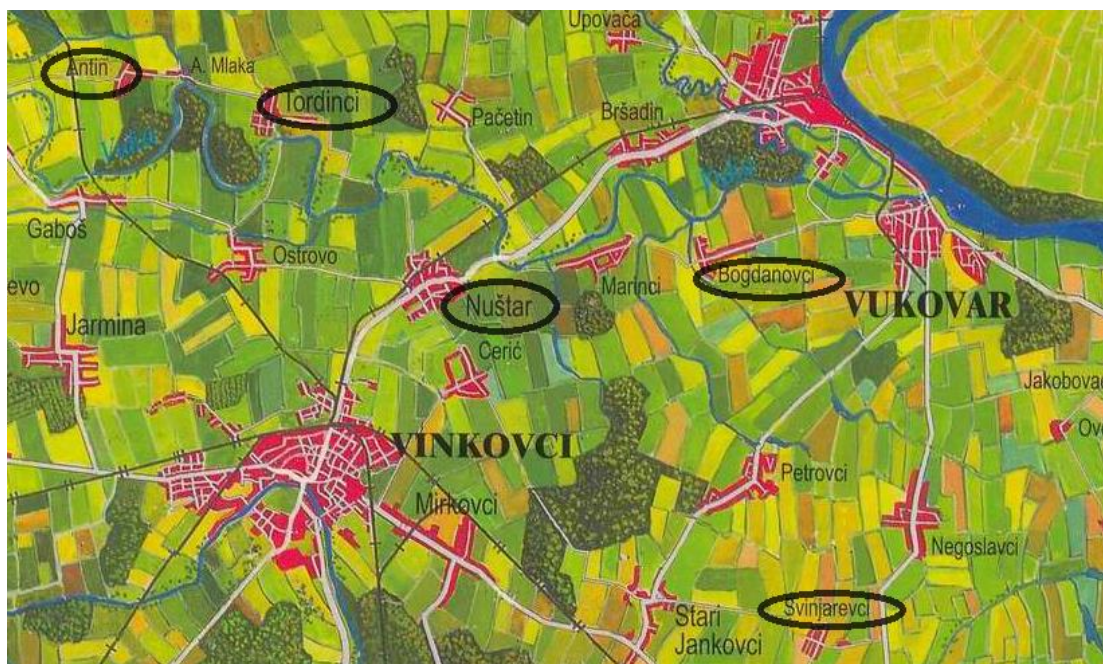 Upovača
Antin
A. Mlaka
Tordinci
Pačetin
Bršadin
Vuka
Vuka
Gaboš
Ostrovo
Marinci
Bogdanovci
evo
Nuštar
VUKOVAR
Jarmina
Cerić
Jakobovac
Ovč
VINKOVCI
Petrovci
Mirkovci
Negoslavci
Svinjarevci
Stari
Jankovci